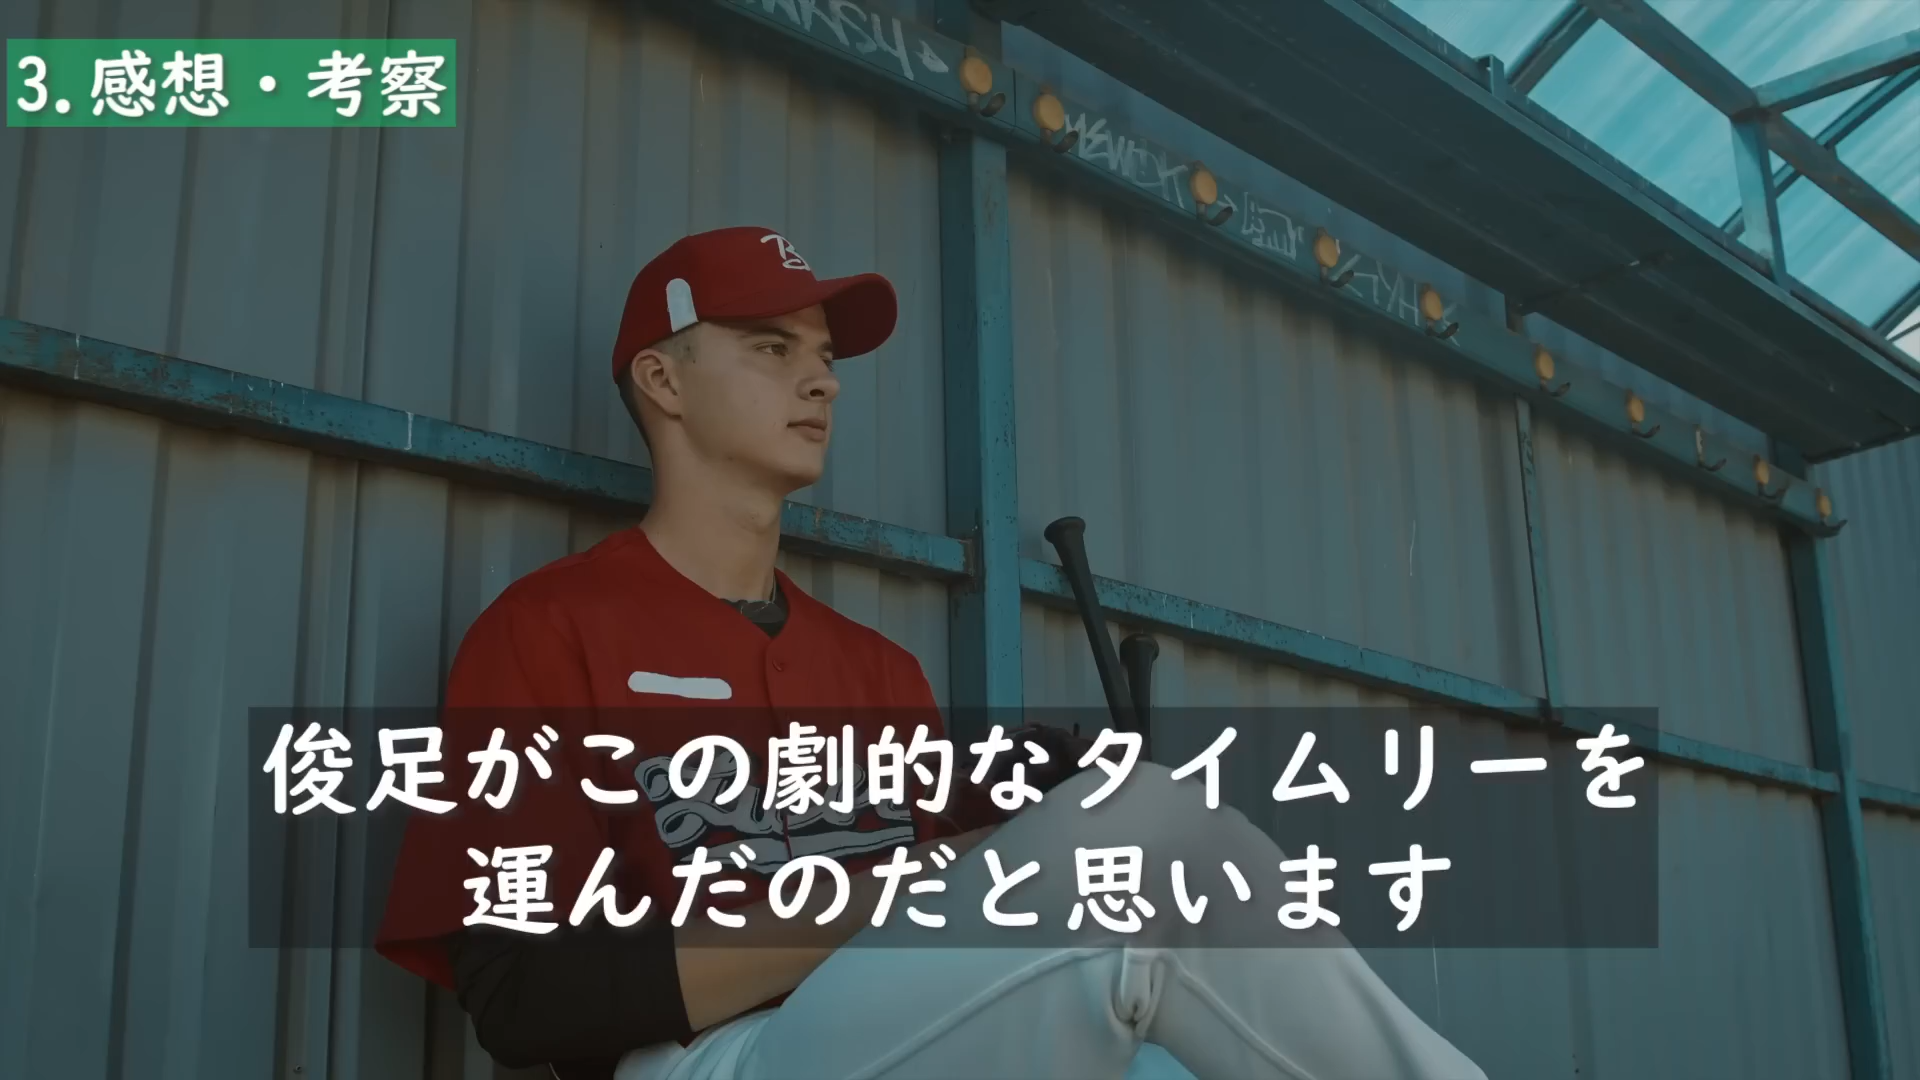 3.感想・考察
俊足がこの劇的なタイムリーを
運んだのだと思います